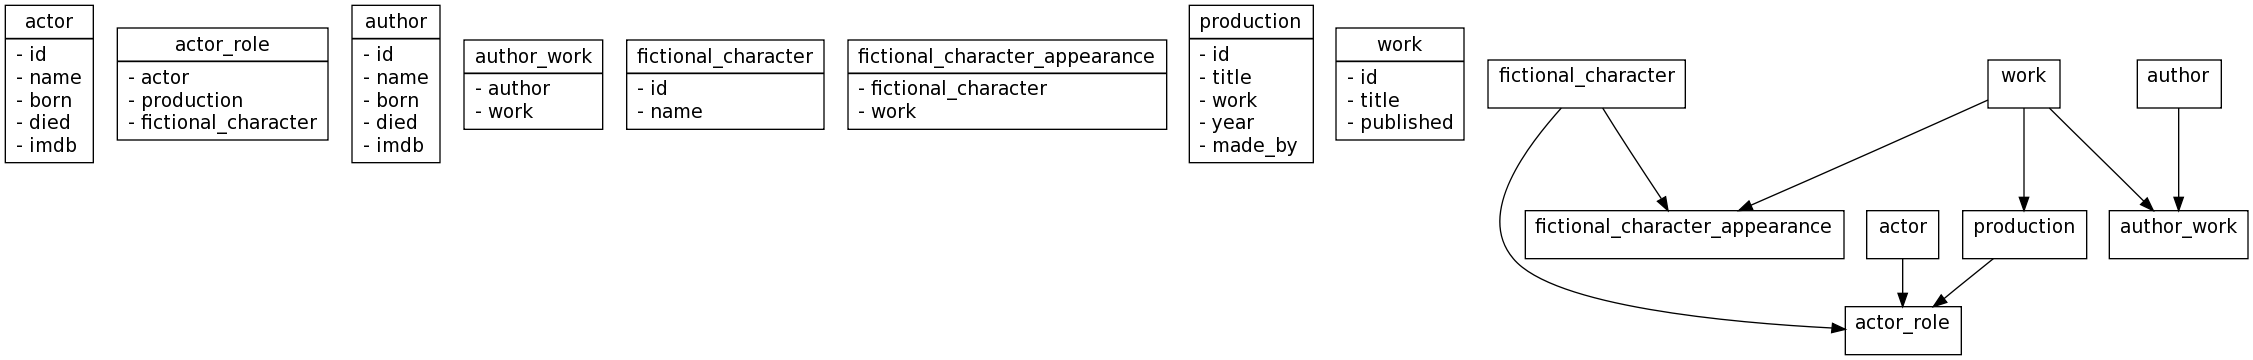 actor
- id
- name
- born
- died
- imdb
actor_role
- actor
- production
- fictional_character
author
- id
- name
- born
- died
- imdb
author_work
- author
- work
fictional_character
- id
- name
fictional_character_appearance
- fictional_character
- work
production
- id
- title
- work
- year
- made_by
work
- id
- title
- published
fictional_character
work
author
fictional_character_appearance
actor
production
author_work
actor_role